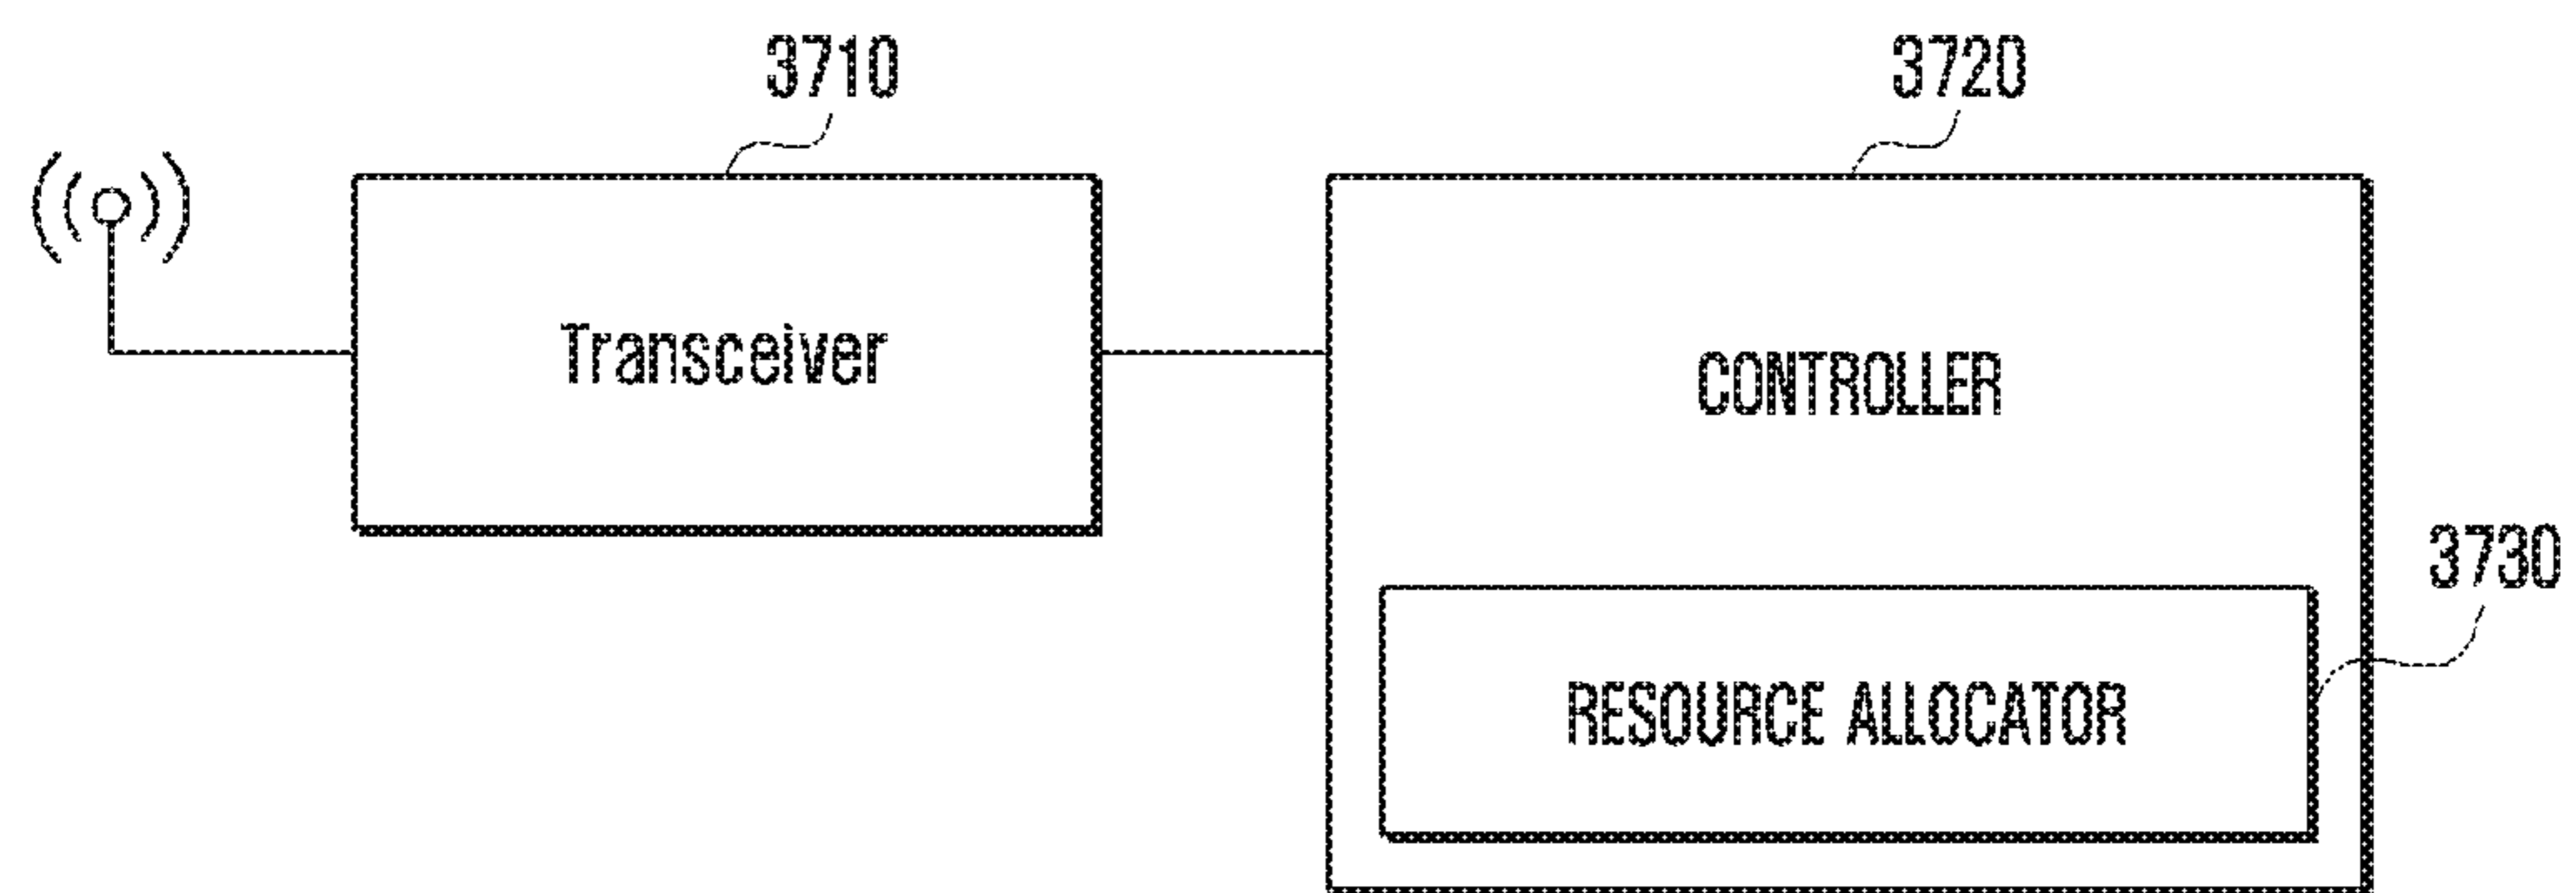 3710
3720
Transceiver
CONTROLLER
3730
RESOURCE ALLOCATOR